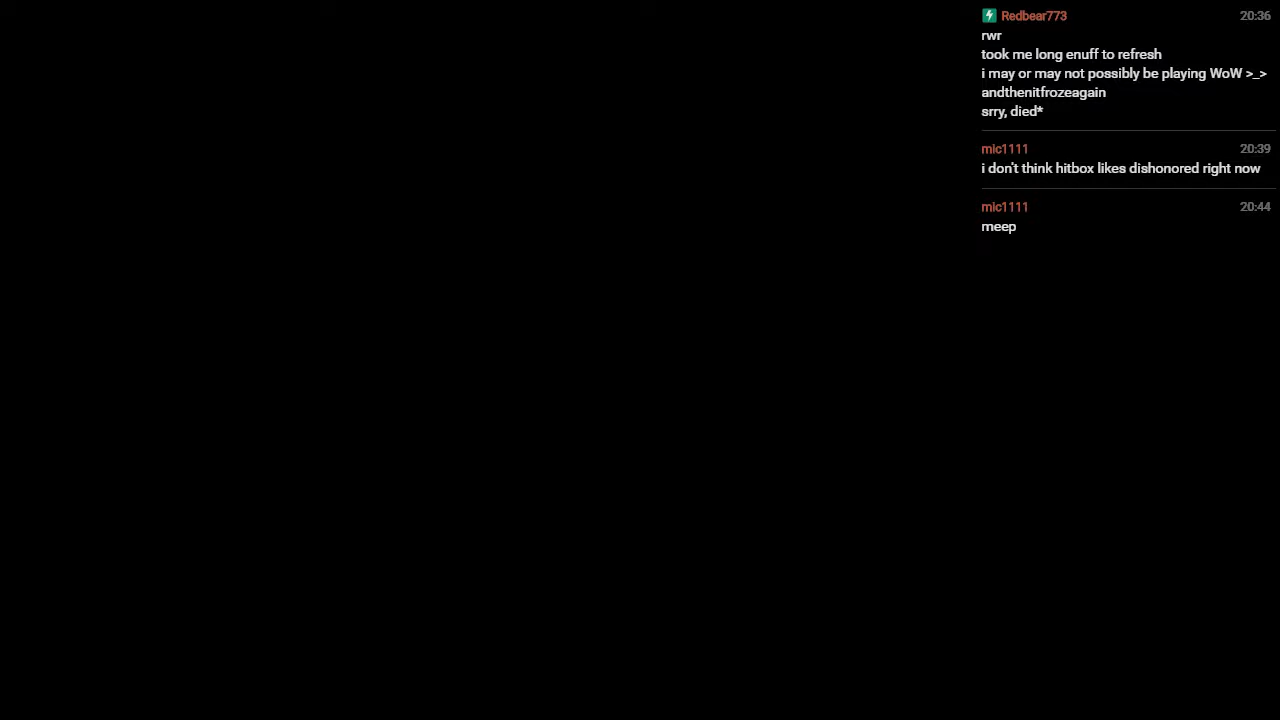 Redbear773 20:36
rwr
took me long enuff to refresh
i may or may not possibly be playing WoW >_>
andthenitfrozeagain
srry, died*
mic1111 20:39
i don't think hitbox likes dishonored right now
mic1111 20:44
meep